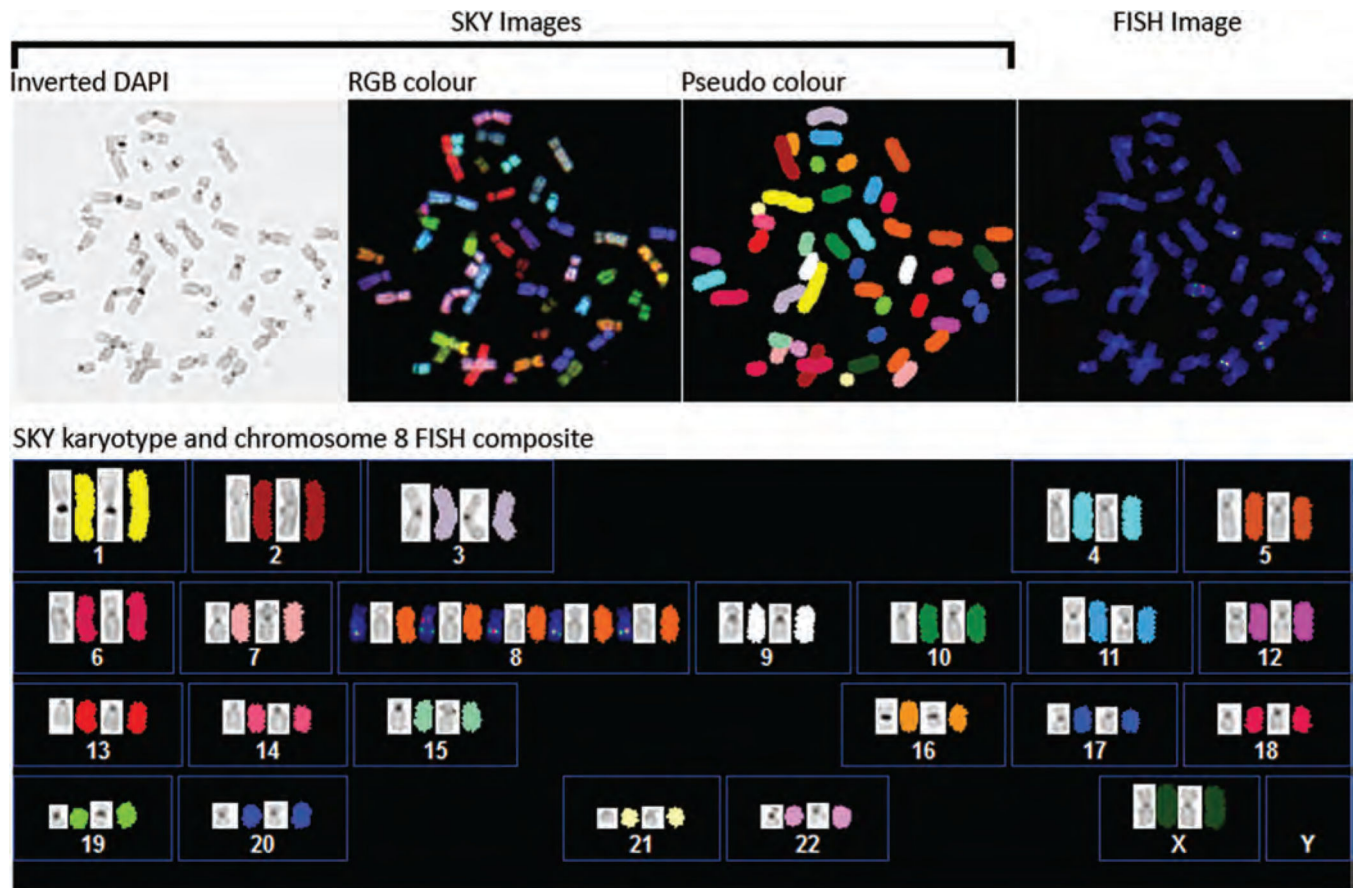 SKY Images
FISH Image
Inverted DAPI
RGB colour
Pseudo colour
SKY karyotype and chromosome 8 FISH composite
1
2
3
4
5
6
7
8
9
10
11
12
13
14
15
16
17
18
19
20
21
22
X
Y